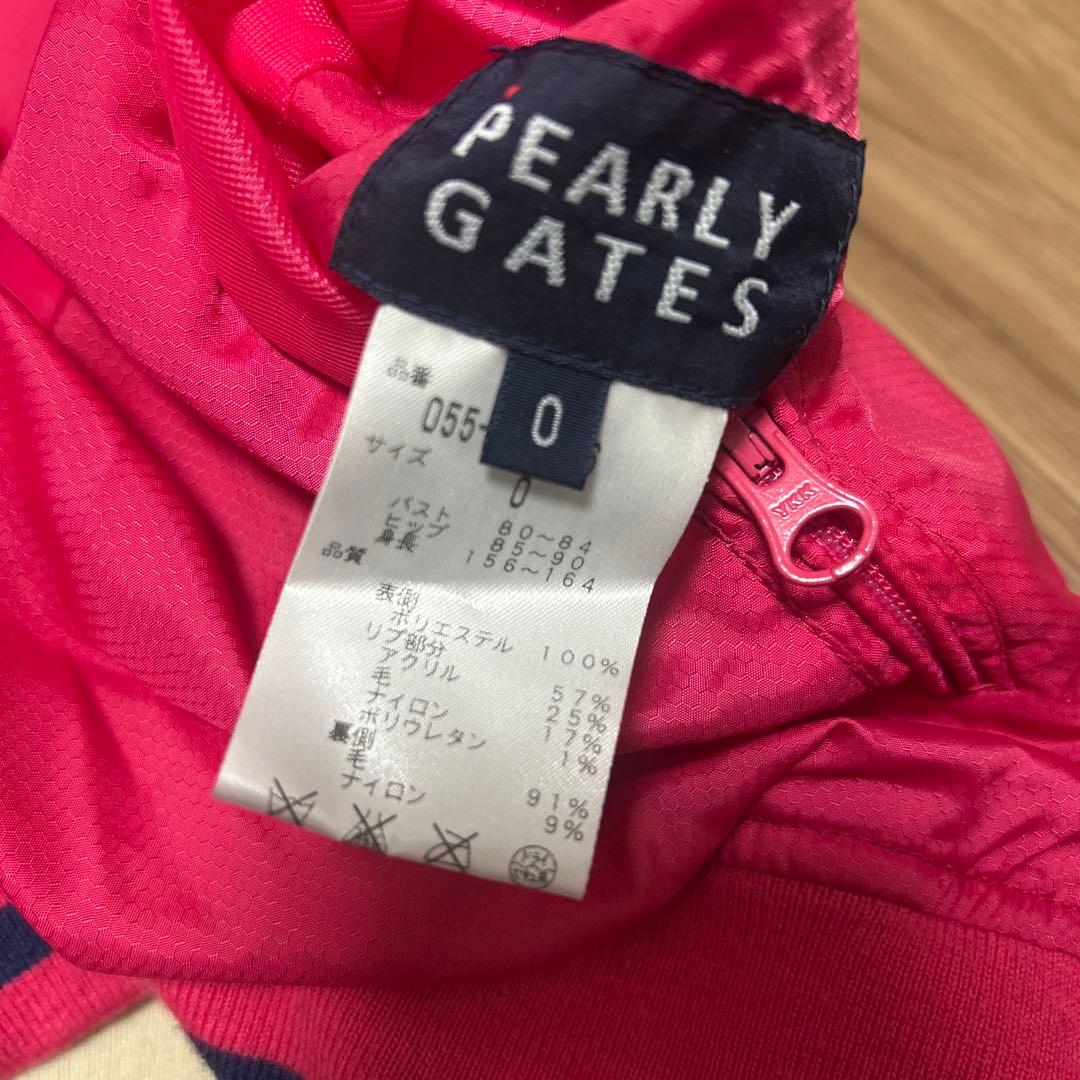 PEARLY
GATES
0
品番
055-
サイズ
0
バスト 80～84
ヒップ 85～90
身長 156～164
品質
表側
ポリエステル 100%
リブ部分
アクリル 57%
毛 25%
ナイロン 17%
ポリウレタン 1%
裏側
毛 91%
ナイロン 9%
ドライ
YKK